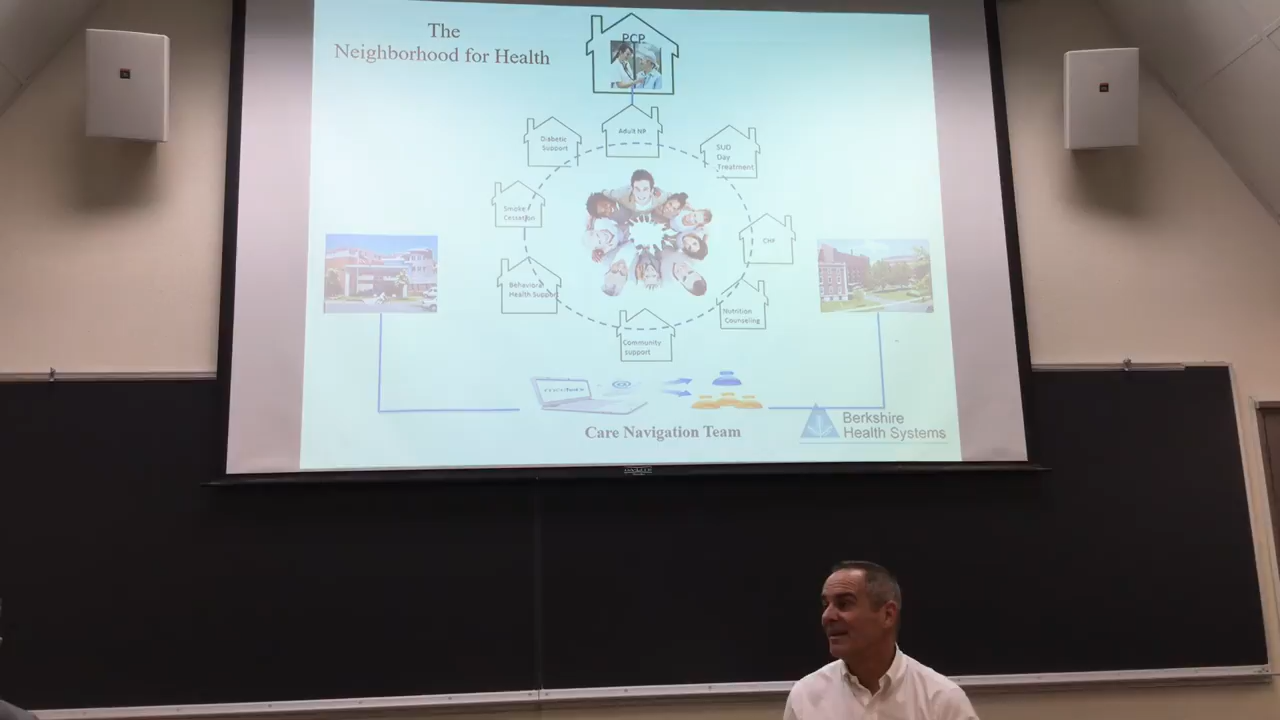 The
Neighborhood for Health
PCP
Adult NP
Diabetic
Support
SUD
Day
Treatment
Smoke
Cessation
CHP
Behavioral
Health Support
Nutrition
Counseling
Community
support
Care Navigation Team
Berkshire
Health Systems